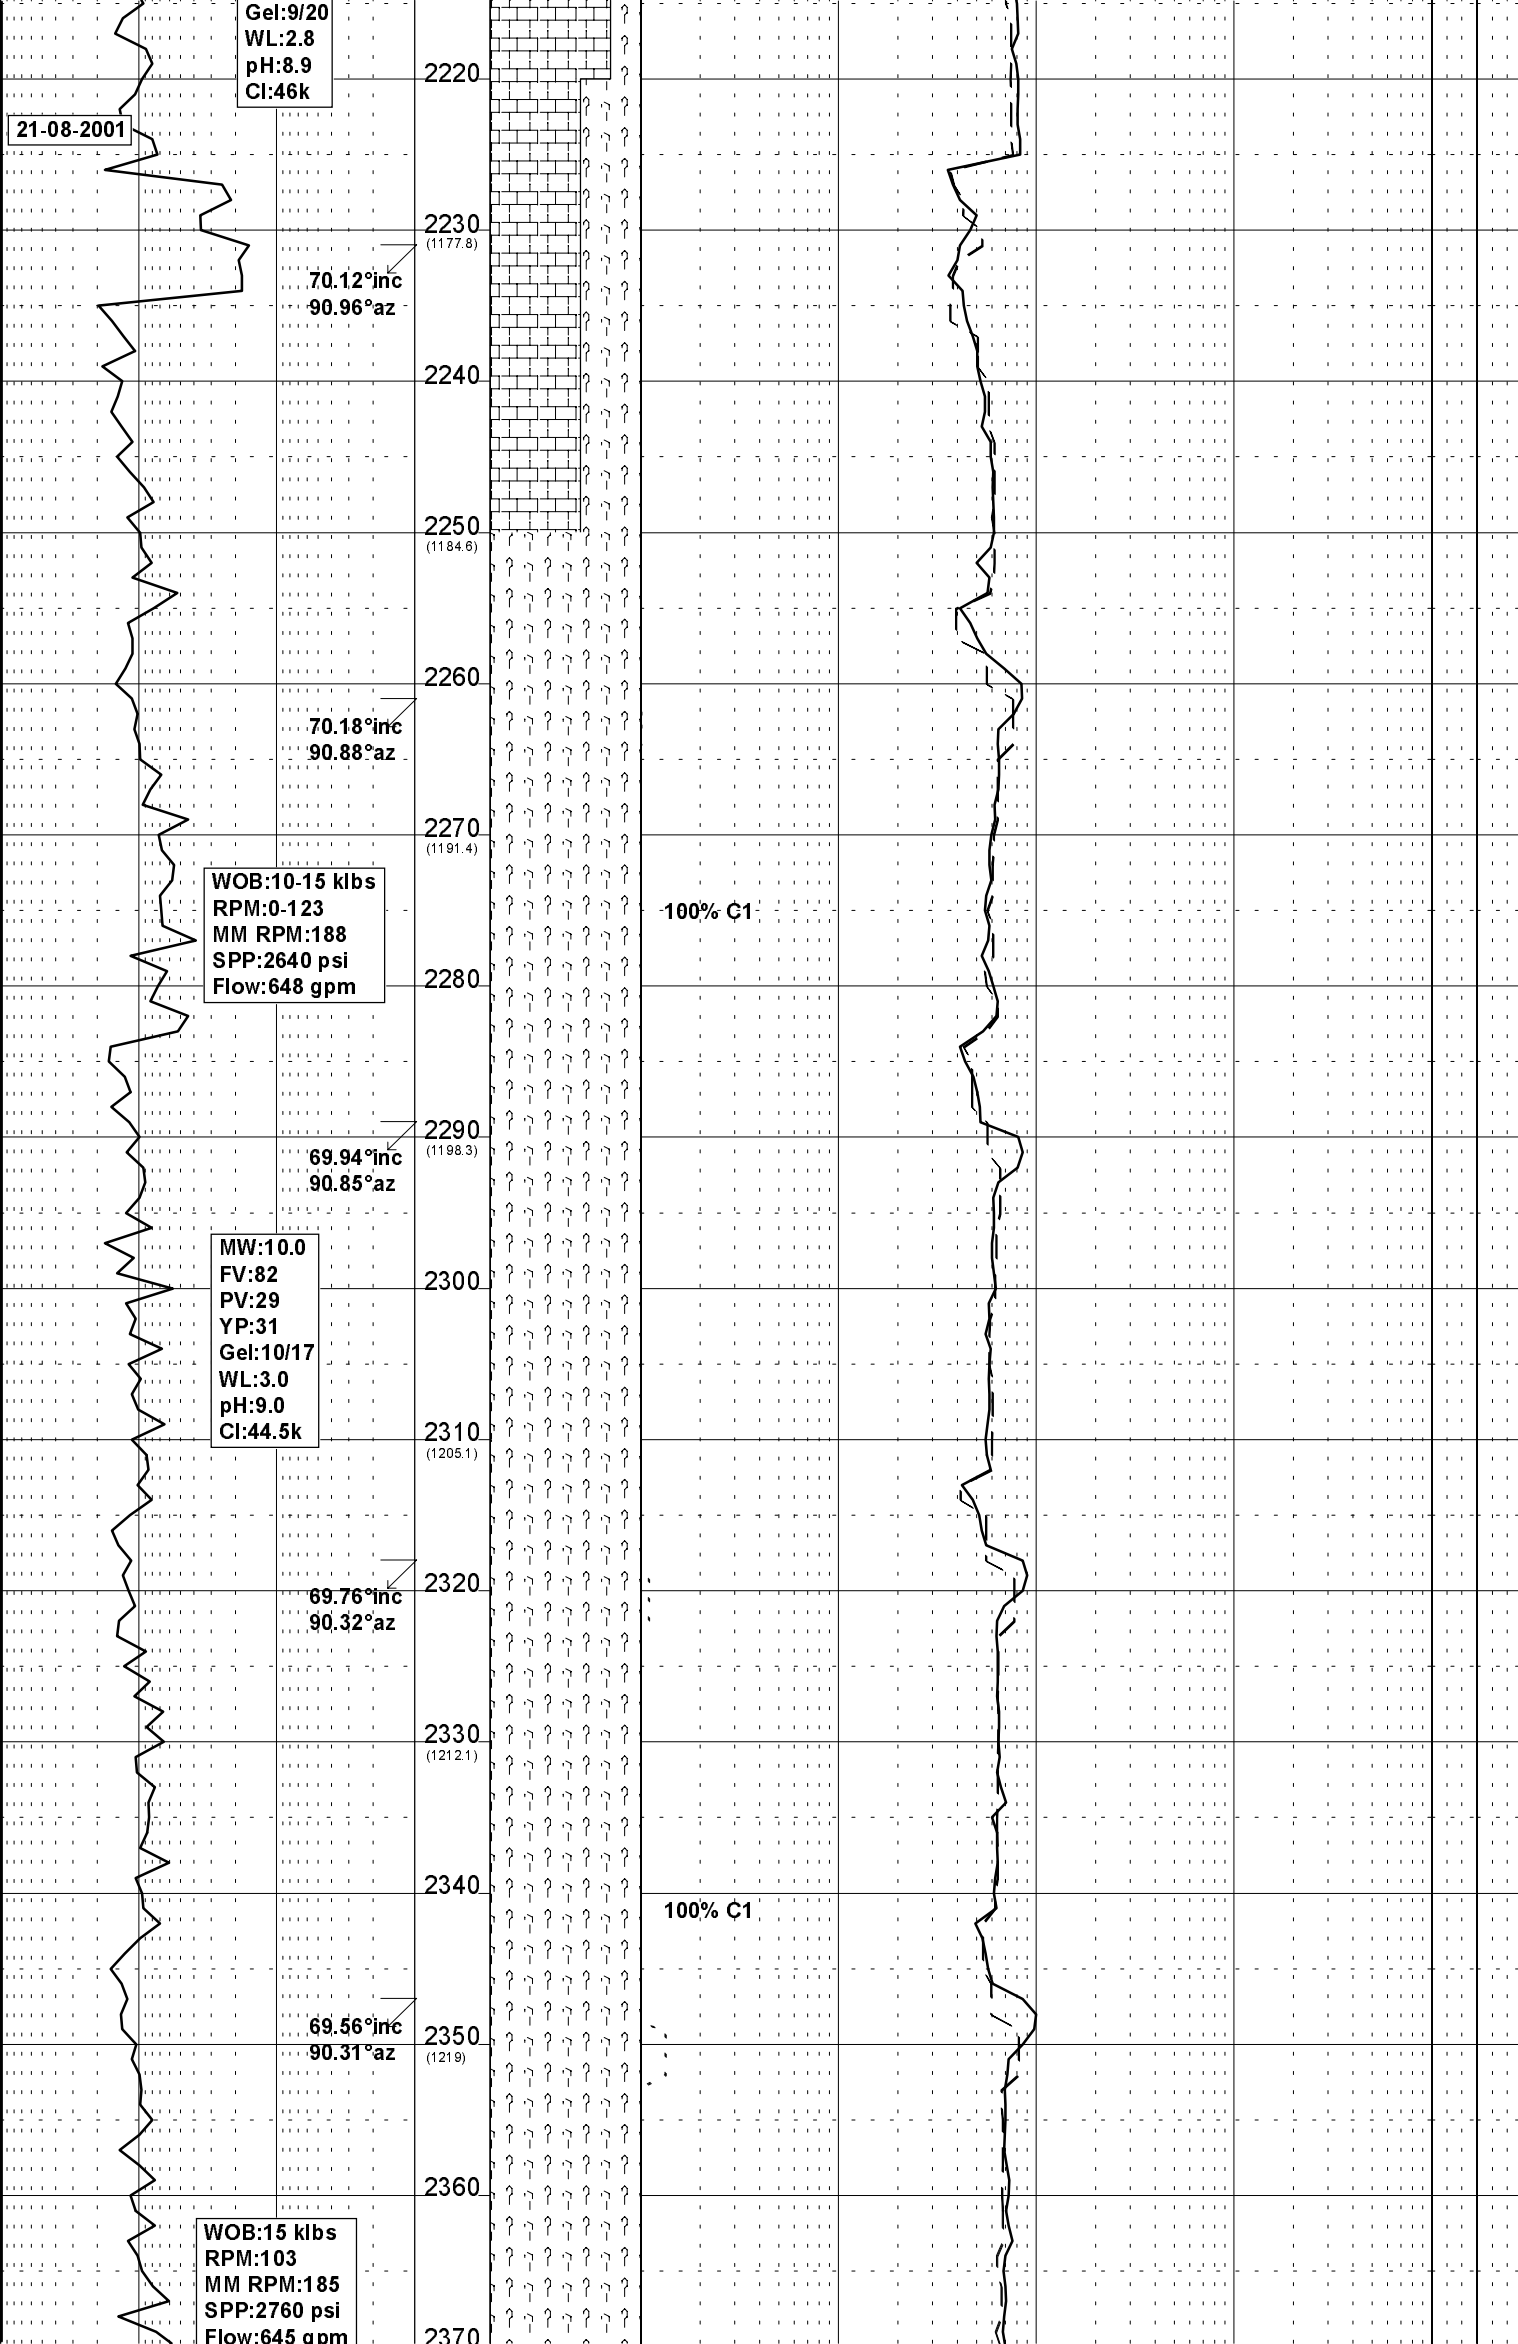 Gel:9/20
WL:2.8
pH:8.9
Cl:46k
2220
21-08-2001
2230
(1177.8)
70.12°inc
90.96°az
2240
2250
(1184.6)
2260
70.18°inc
90.88°az
2270
(1191.4)
WOB:10-15 klbs
RPM:0-123
MM RPM:188
SPP:2640 psi
Flow:648 gpm
100% C1
2280
2290
(1198.3)
69.94°inc
90.85°az
MW:10.0
FV:82
PV:29
YP:31
Gel:10/17
WL:3.0
pH:9.0
Cl:44.5k
2300
2310
(1205.1)
2320
69.76°inc
90.32°az
2330
(1212.1)
2340
100% C1
2350
(1219)
69.56°inc
90.31°az
2360
WOB:15 klbs
RPM:103
MM RPM:185
SPP:2760 psi
Flow:645 gpm
2370